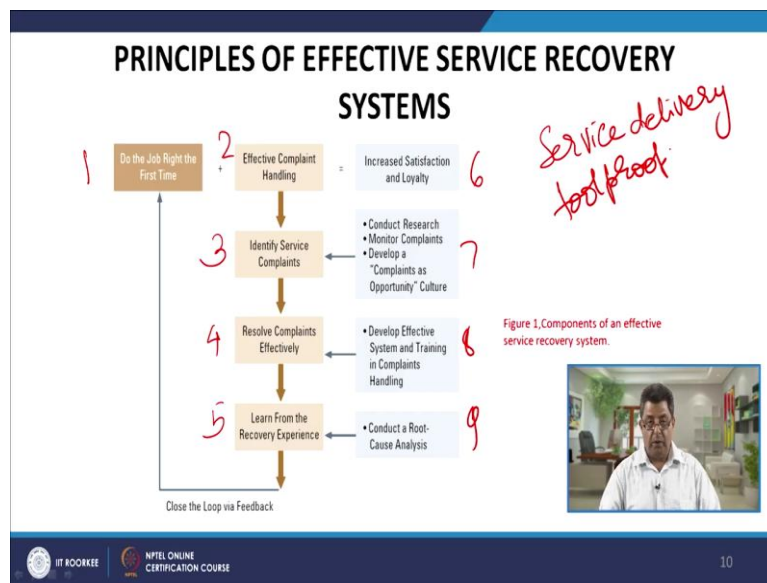 PRINCIPLES OF EFFECTIVE SERVICE RECOVERY
SYSTEMS
Service delivery
foolproof.
1
Do the Job Right the
First Time
+
2
Effective Complaint
Handling
=
Increased Satisfaction
and Loyalty
6
3
Identify Service
Complaints
• Conduct Research
• Monitor Complaints
• Develop a
"Complaints as
Opportunity" Culture
7
4
Resolve Complaints
Effectively
• Develop Effective
System and Training
in Complaints
Handling
8
Figure 1,Components of an effective
service recovery system.
5
Learn From the
Recovery Experience
• Conduct a Root-
Cause Analysis
9
Close the Loop via Feedback
IIT ROORKEE
NPTEL ONLINE
CERTIFICATION COURSE
10